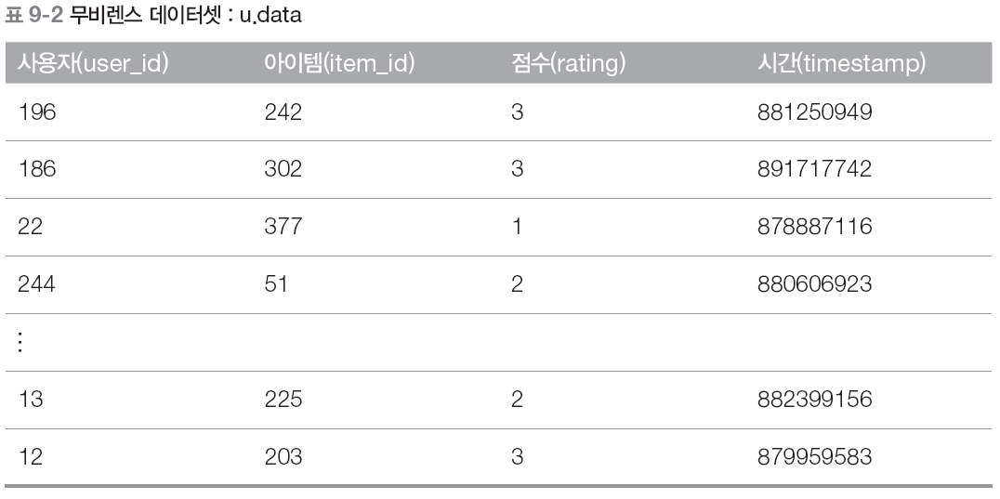 표 9-2 무비렌스 데이터셋 : u.data
사용자(user_id) 아이템(item_id) 점수(rating) 시간(timestamp)
196 242 3 881250949
186 302 3 891717742
22 377 1 878887116
244 51 2 880606923
⋮
13 225 2 882399156
12 203 3 879959583